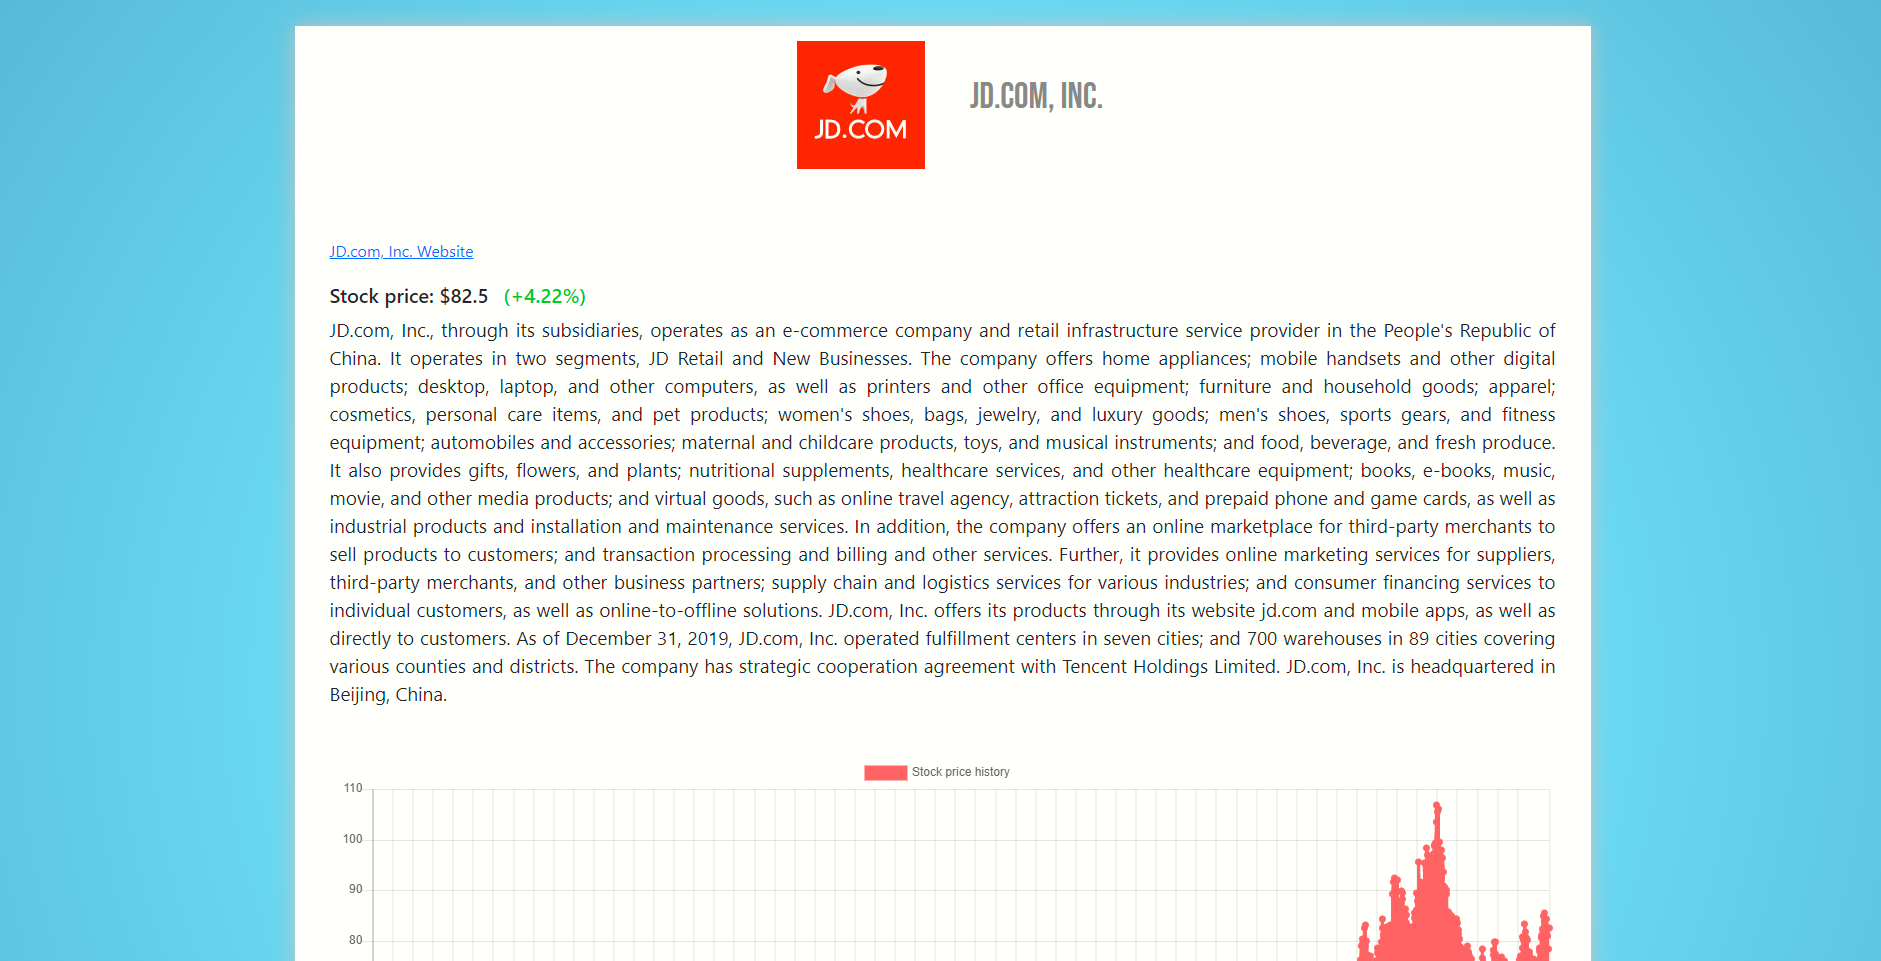 JD.COM
JD.COM, INC.
JD.com, Inc. Website
Stock price: $82.5 (+4.22%)
JD.com, Inc., through its subsidiaries, operates as an e-commerce company and retail infrastructure service provider in the People's Republic of
China. It operates in two segments, JD Retail and New Businesses. The company offers home appliances; mobile handsets and other digital
products; desktop, laptop, and other computers, as well as printers and other office equipment; furniture and household goods; apparel;
cosmetics, personal care items, and pet products; women's shoes, bags, jewelry, and luxury goods; men's shoes, sports gears, and fitness
equipment; automobiles and accessories; maternal and childcare products, toys, and musical instruments; and food, beverage, and fresh produce.
It also provides gifts, flowers, and plants; nutritional supplements, healthcare services, and other healthcare equipment; books, e-books, music,
movie, and other media products; and virtual goods, such as online travel agency, attraction tickets, and prepaid phone and game cards, as well as
industrial products and installation and maintenance services. In addition, the company offers an online marketplace for third-party merchants to
sell products to customers; and transaction processing and billing and other services. Further, it provides online marketing services for suppliers,
third-party merchants, and other business partners; supply chain and logistics services for various industries; and consumer financing services to
individual customers, as well as online-to-offline solutions. JD.com, Inc. offers its products through its website jd.com and mobile apps, as well as
directly to customers. As of December 31, 2019, JD.com, Inc. operated fulfillment centers in seven cities; and 700 warehouses in 89 cities covering
various counties and districts. The company has strategic cooperation agreement with Tencent Holdings Limited. JD.com, Inc. is headquartered in
Beijing, China.
Stock price history
110
100
90
80